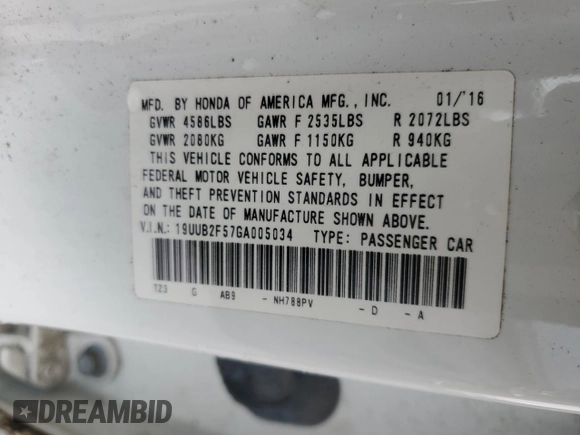 MFD. BY HONDA OF AMERICA MFG., INC. 01/'16
GVWR 4586LBS GAWR F 2535LBS R 2072LBS
GVWR 2080KG GAWR F 1150KG R 940KG
THIS VEHICLE CONFORMS TO ALL APPLICABLE
FEDERAL MOTOR VEHICLE SAFETY, BUMPER,
AND THEFT PREVENTION STANDARDS IN EFFECT
ON THE DATE OF MANUFACTURE SHOWN ABOVE.
V.I.N.: 19UUB2F57GA005034 TYPE: PASSENGER CAR
TZ3 G AB9 - NH788PV - D - A
DREAMBID